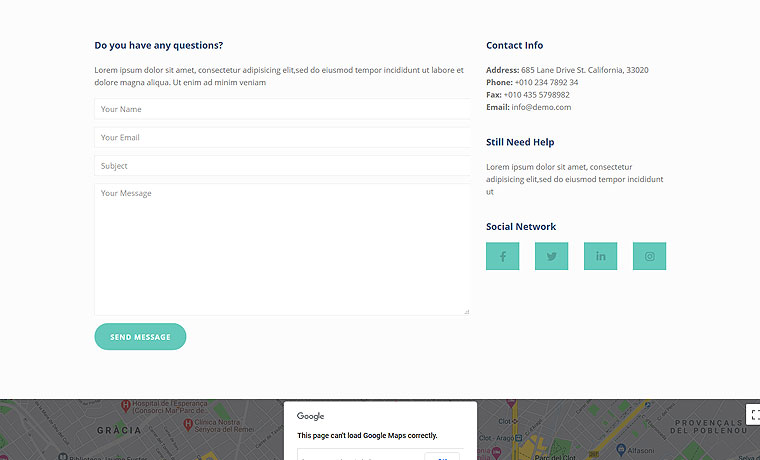 Do you have any questions?
Lorem ipsum dolor sit amet, consectetur adipisicing elit,sed do eiusmod tempor incididunt ut labore et
dolore magna aliqua. Ut enim ad minim veniam
Your Name
Your Email
Subject
Your Message
SEND MESSAGE
Contact Info
Address: 685 Lane Drive St. California, 33020
Phone: +010 234 7892 34
Fax: +010 435 5798982
Email: info@demo.com
Still Need Help
Lorem ipsum dolor sit amet, consectetur
adipisicing elit,sed do eiusmod tempor incididunt
ut
Social Network
Hospital de l'Esperança
(Consorci Mar Parc de...
GRÀCIA
Clínica Nostra
Senyora del Remei
Google
This page can't load Google Maps correctly.
Clot
Clot - Aragó
Parc del Clot
PROVENÇALS
DEL POBLENOU
Alfasoni